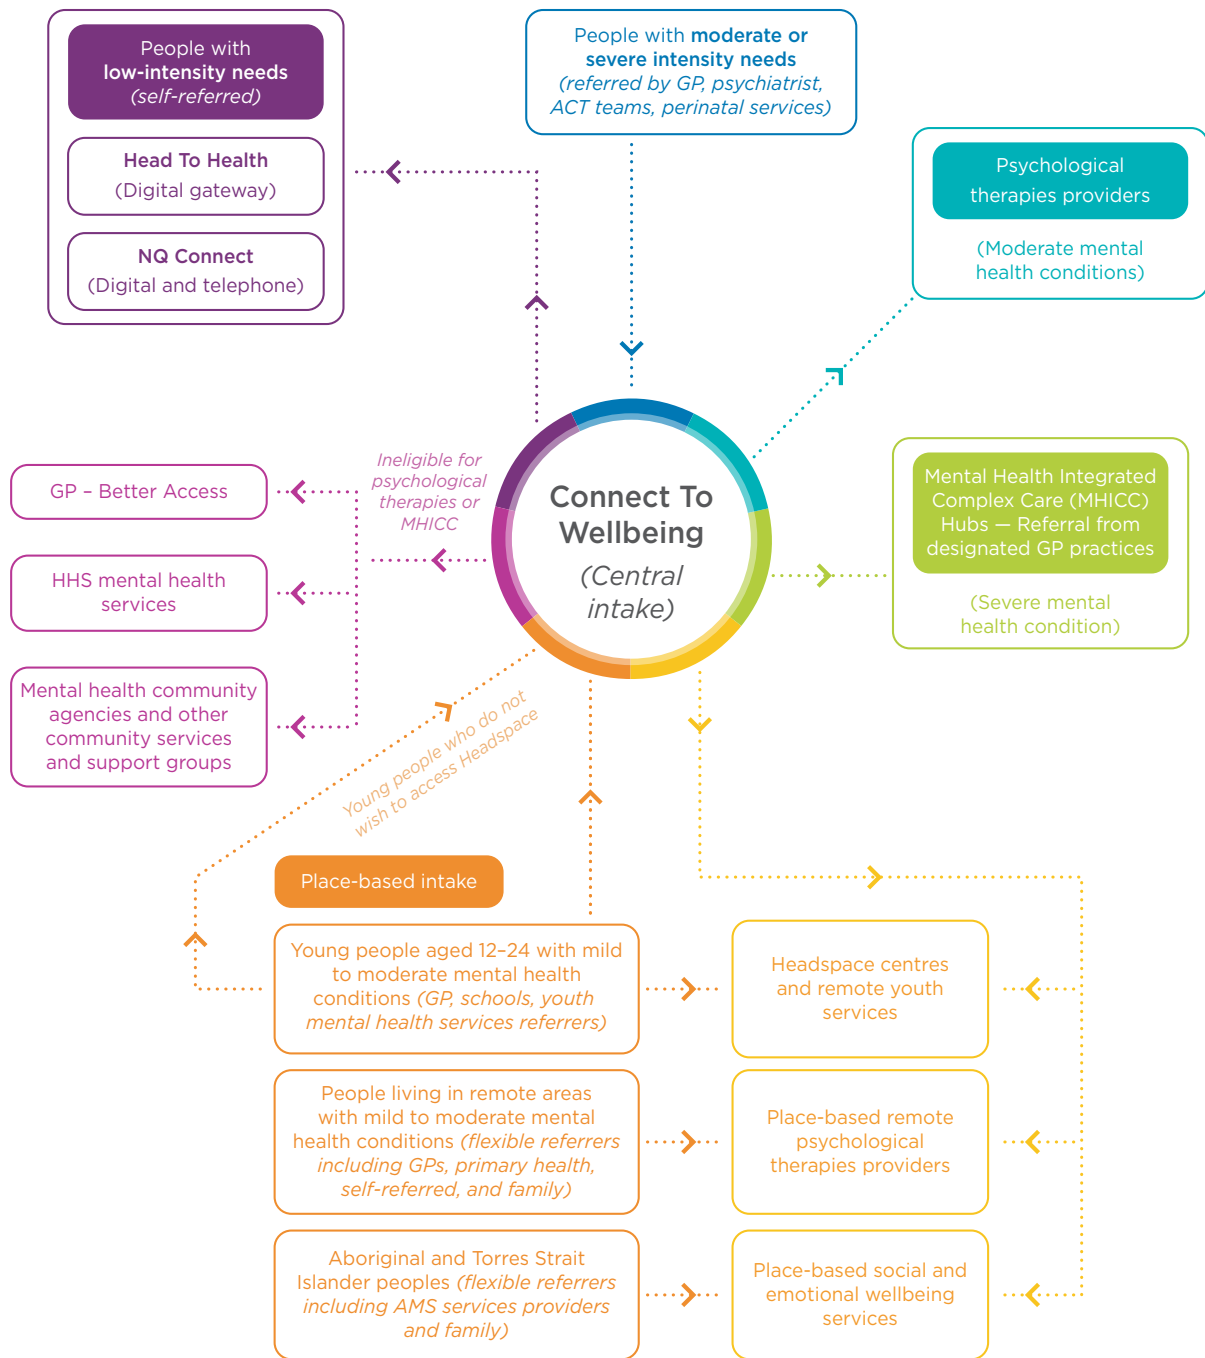 People with
low-intensity needs
(self-referred)
Head To Health
(Digital gateway)
NQ Connect
(Digital and telephone)
People with moderate or
severe intensity needs
(referred by GP, psychiatrist,
ACT teams, perinatal services)
Psychological
therapies providers
(Moderate mental
health conditions)
Mental Health Integrated
Complex Care (MHICC)
Hubs — Referral from
designated GP practices
(Severe mental
health condition)
Connect To
Wellbeing
(Central
intake)
Ineligible for
psychological
therapies or
MHICC
GP – Better Access
HHS mental health
services
Mental health community
agencies and other
community services
and support groups
Young people who do not
wish to access Headspace
Place-based intake
Young people aged 12–24 with mild
to moderate mental health
conditions (GP, schools, youth
mental health services referrers)
Headspace centres
and remote youth
services
People living in remote areas
with mild to moderate mental
health conditions (flexible referrers
including GPs, primary health,
self-referred, and family)
Place-based remote
psychological
therapies providers
Aboriginal and Torres Strait
Islander peoples (flexible referrers
including AMS services providers
and family)
Place-based social and
emotional wellbeing
services